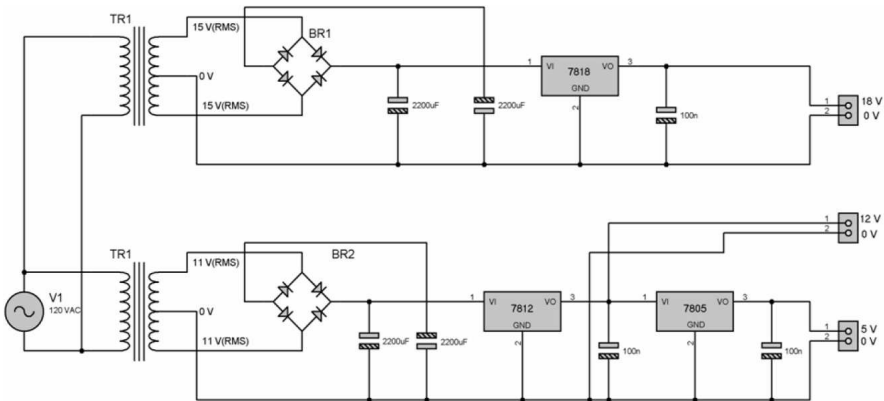 TR1
15 V(RMS)
BR1
0 V
15 V(RMS)
2200uF
2200uF
1
VI
7818
VO
3
GND
2
100n
1
2
18 V
0 V
TR1
11 V(RMS)
BR2
0 V
11 V(RMS)
V1
120 VAC
2200uF
2200uF
1
VI
7812
VO
3
GND
2
100n
1
VI
7805
VO
3
GND
2
100n
1
2
12 V
0 V
1
2
5 V
0 V